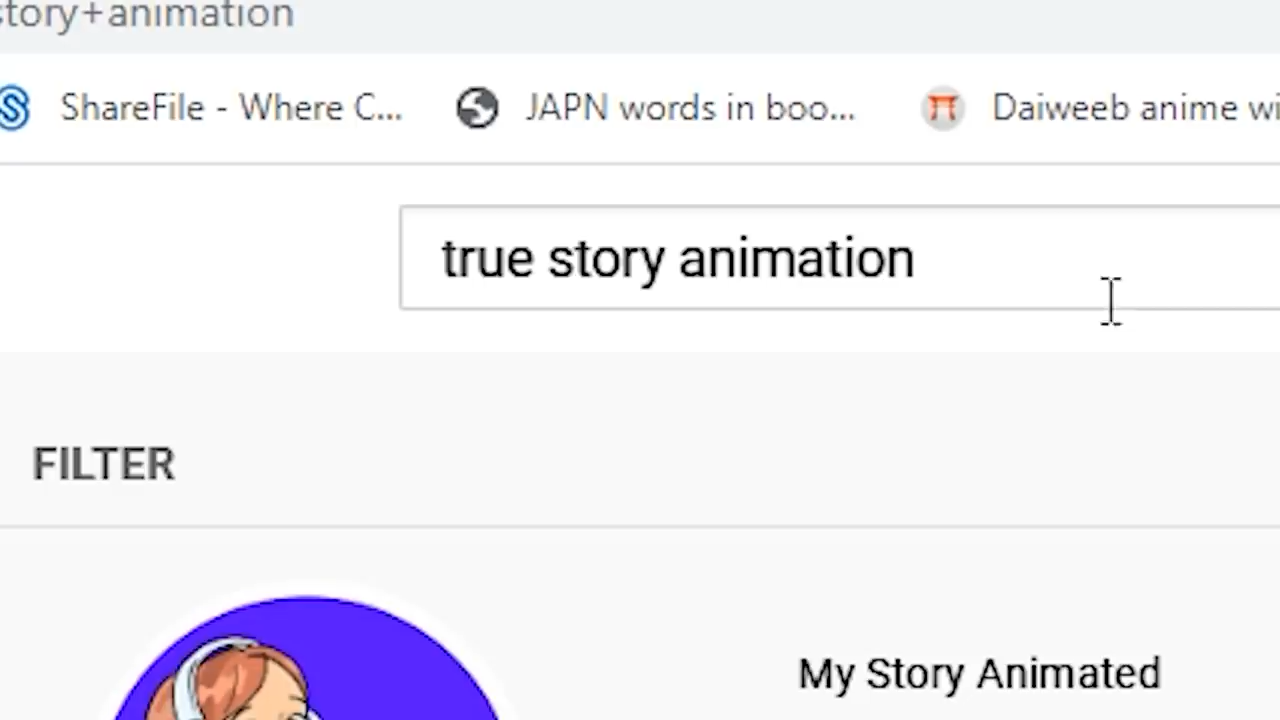 story+animation
ShareFile - Where C... JAPN words in boo... Daiweeb anime wi
true story animation
FILTER
My Story Animated